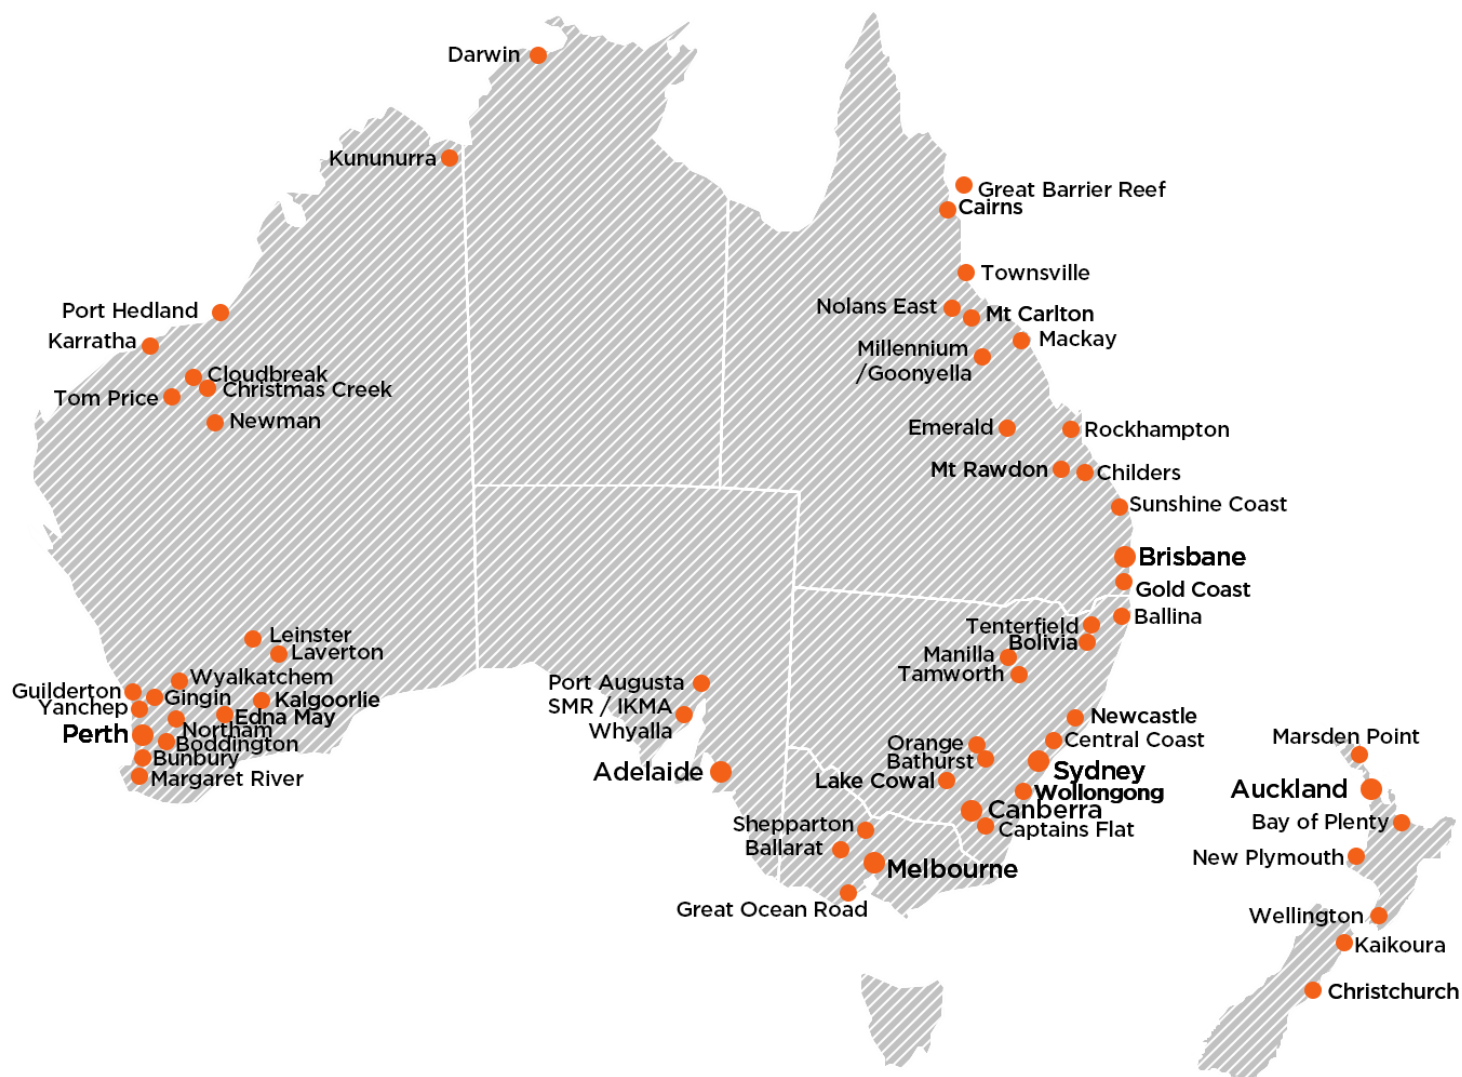 Darwin
Kununurra
Great Barrier Reef
Cairns
Townsville
Port Hedland
Nolans East
Mt Carlton
Karratha
Mackay
Millennium
/Goonyella
Cloudbreak
Christmas Creek
Tom Price
Newman
Emerald
Rockhampton
Mt Rawdon
Childers
Sunshine Coast
Brisbane
Gold Coast
Ballina
Tenterfield
Bolivia
Manilla
Tamworth
Leinster
Laverton
Wyalkatchem
Guilderton
Gingin
Kalgoorlie
Yanchep
Edna May
Northam
Perth
Boddington
Bunbury
Margaret River
Port Augusta
SMR / IKMA
Whyalla
Adelaide
Newcastle
Central Coast
Orange
Bathurst
Sydney
Lake Cowal
Wollongong
Canberra
Captains Flat
Shepparton
Ballarat
Melbourne
Great Ocean Road
Marsden Point
Auckland
Bay of Plenty
New Plymouth
Wellington
Kaikoura
Christchurch